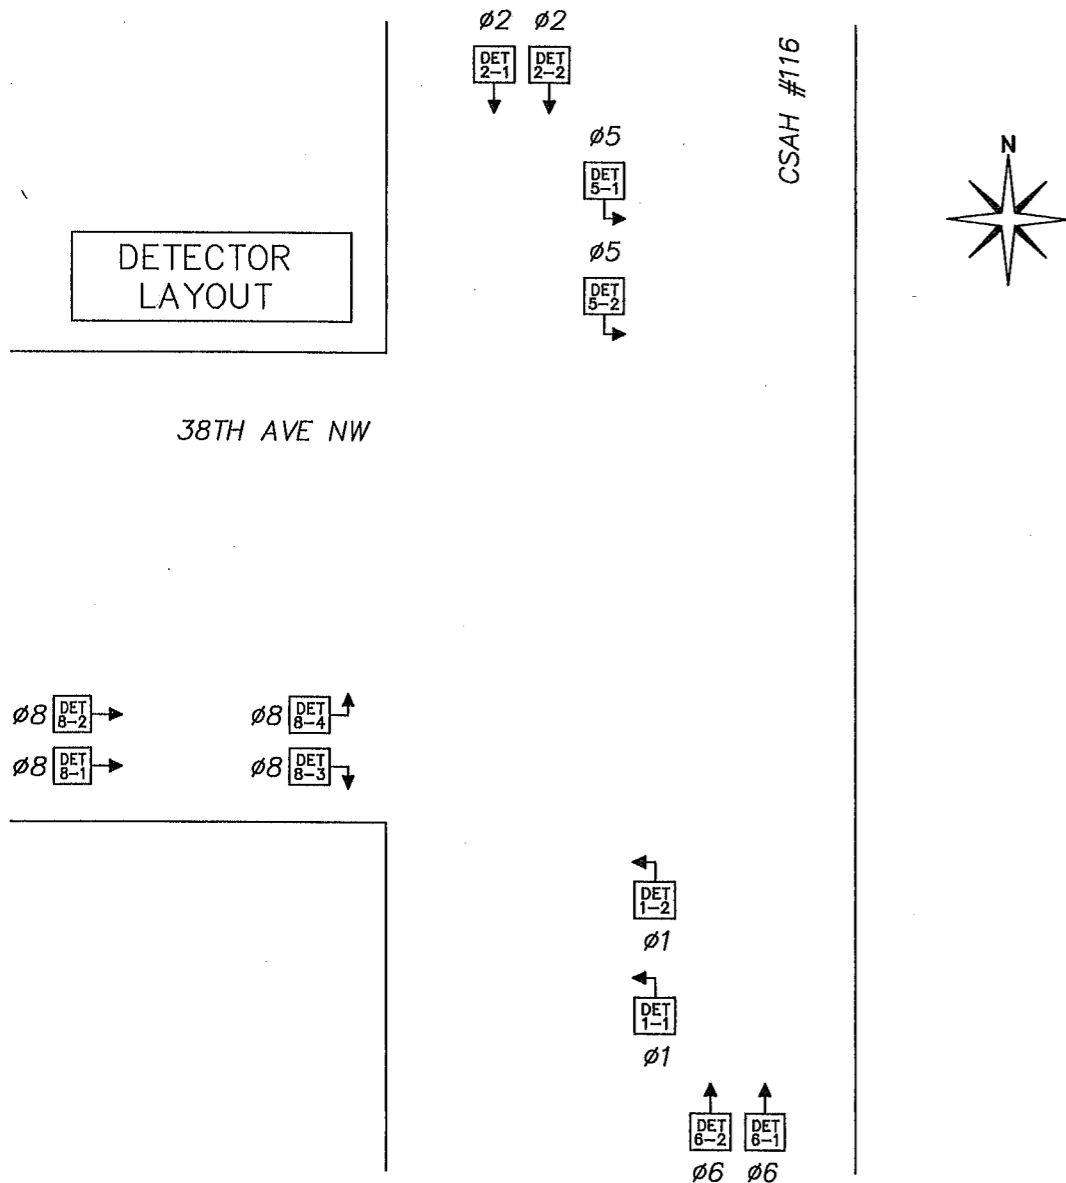 ø2 ø2
DET
2-1
DET
2-2
CSAH #116
ø5
DET
5-1
N
DETECTOR
LAYOUT
ø5
DET
5-2
38TH AVE NW
ø8
DET
8-2
ø8
DET
8-4
ø8
DET
8-1
ø8
DET
8-3
DET
1-2
ø1
DET
1-1
ø1
DET
6-2
DET
6-1
ø6 ø6